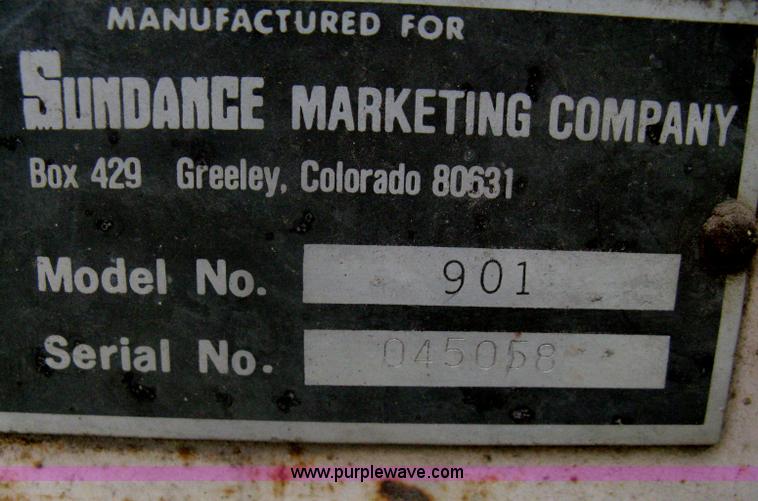 MANUFACTURED FOR
SUNDANCE MARKETING COMPANY
Box 429 Greeley, Colorado 80631
Model No. 901
Serial No. 045058
www.purplewave.com